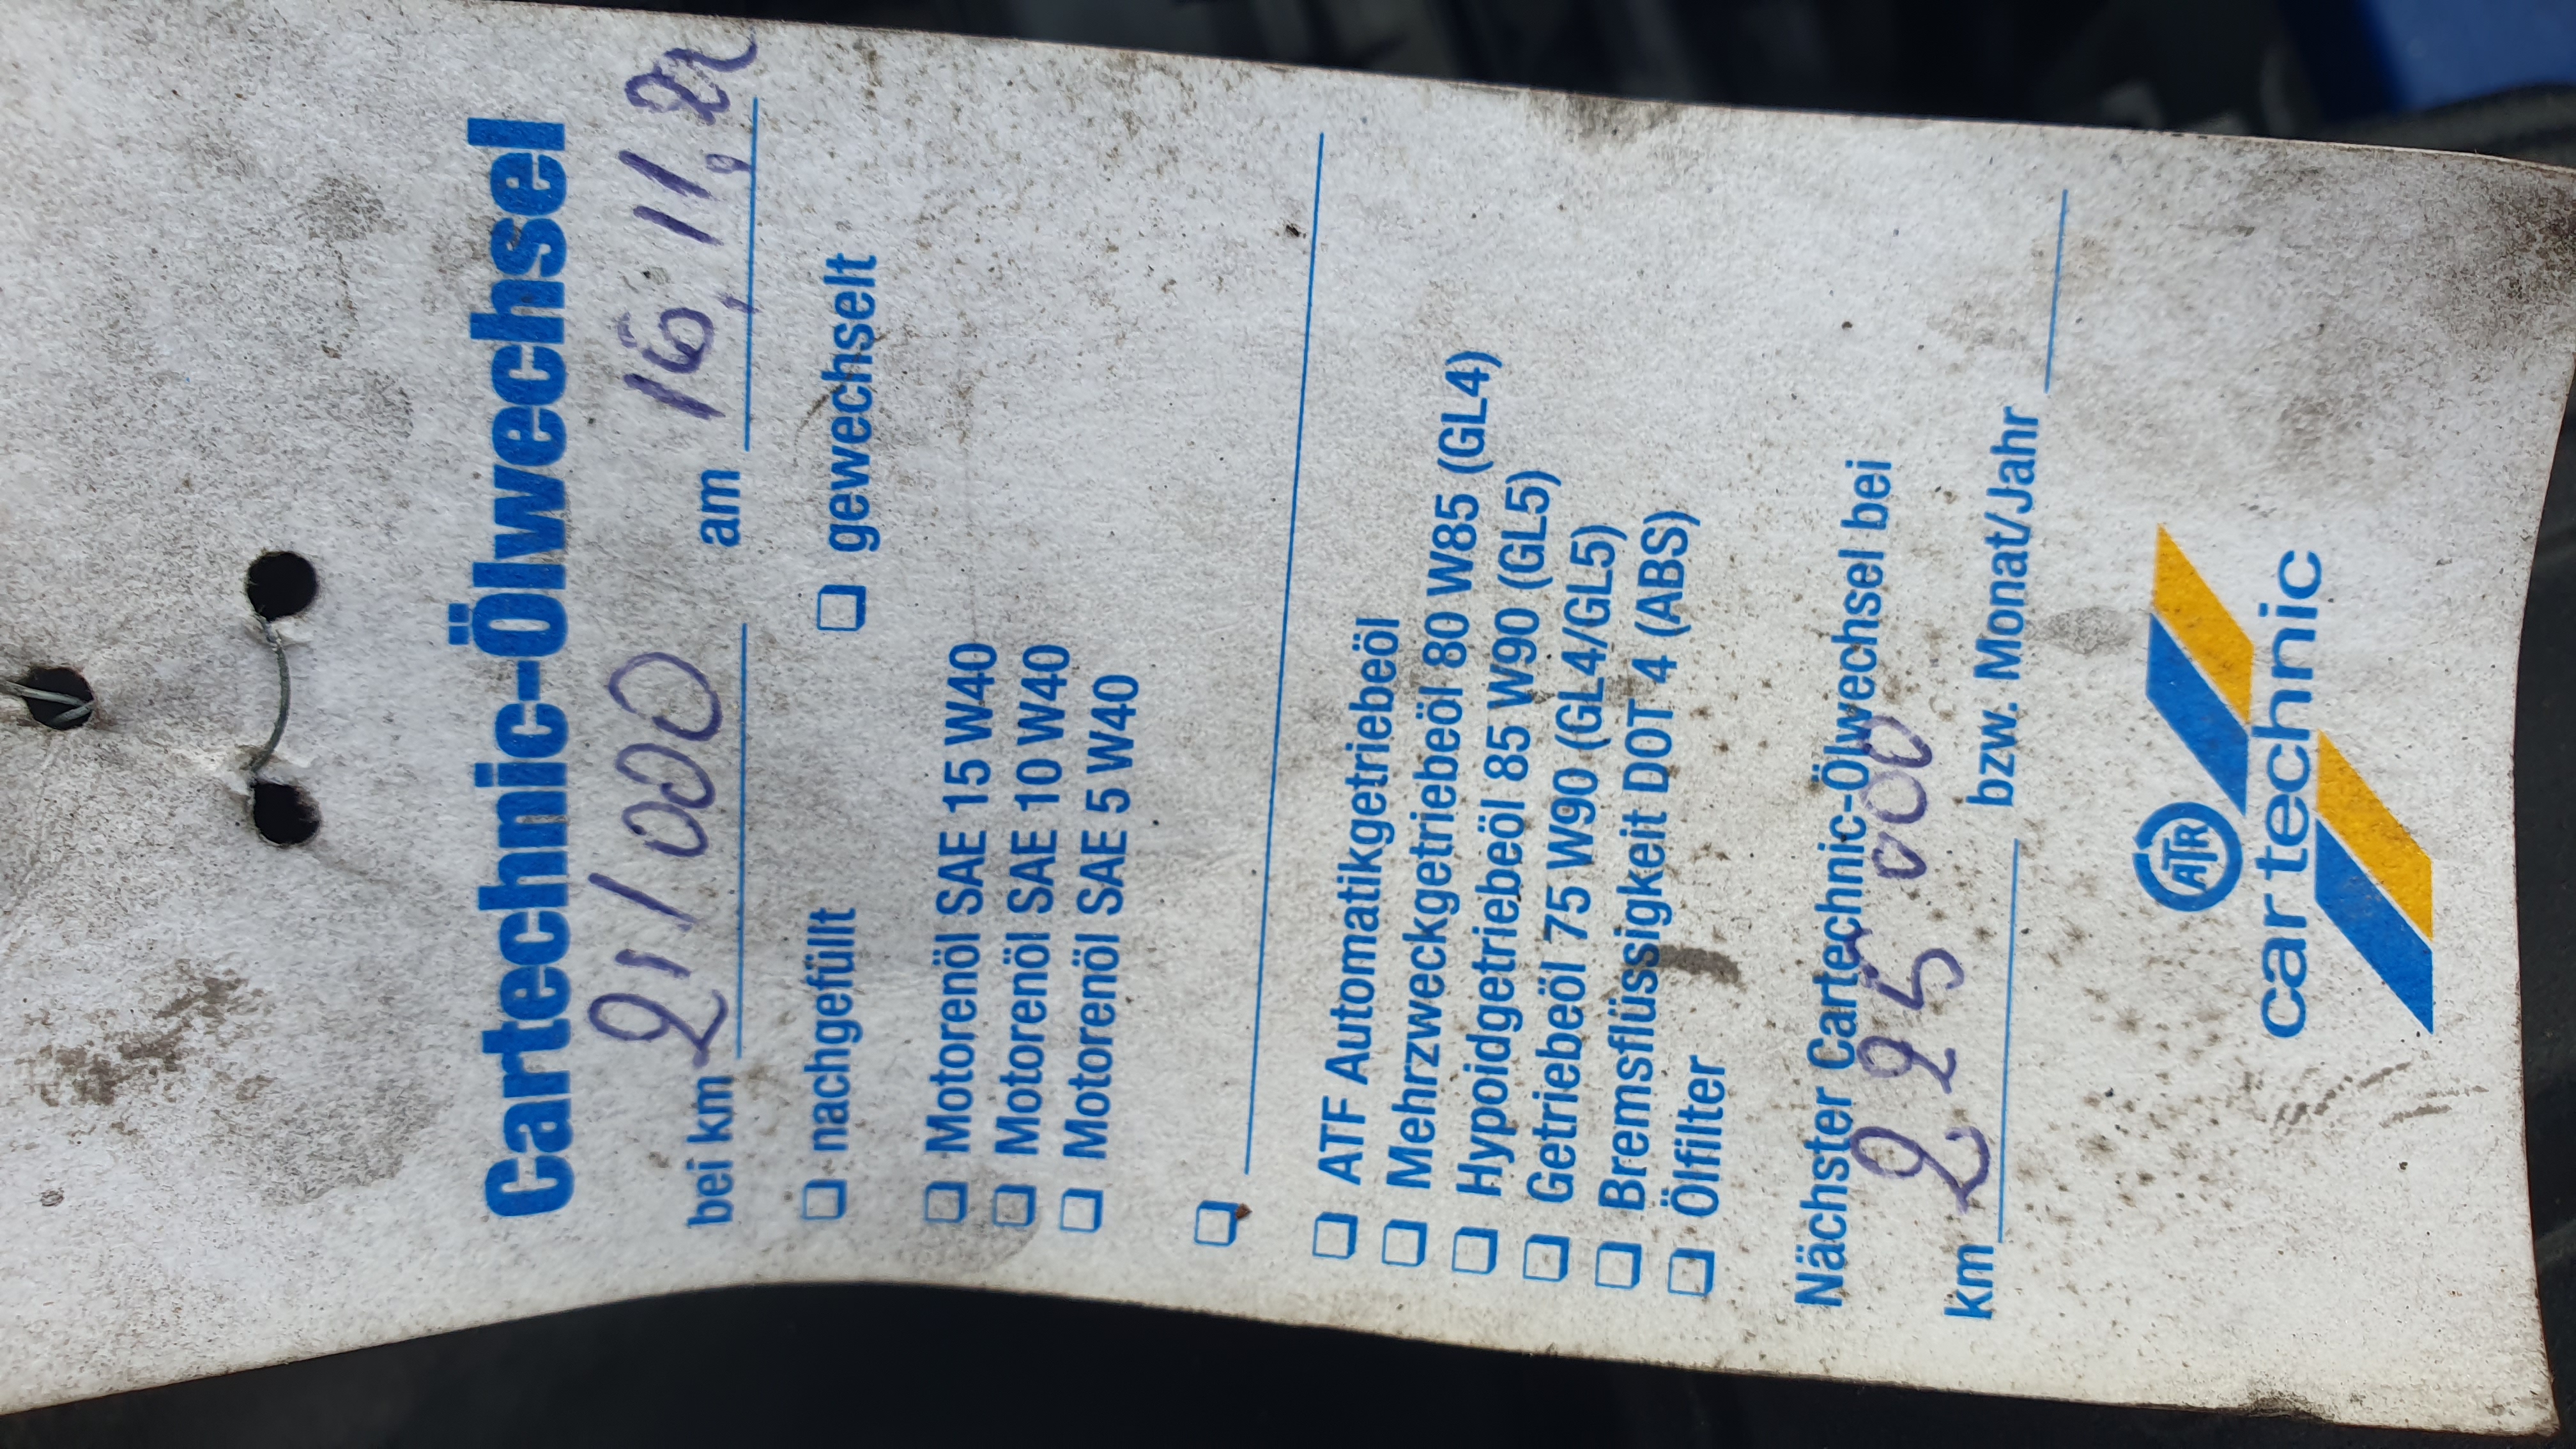 Cartechnic-Ölwechsel
bei km 211000 am 16.11.22
❏ nachgefüllt ❏ gewechselt
❏ Motorenöl SAE 15 W40
❏ Motorenöl SAE 10 W40
❏ Motorenöl SAE 5 W40
❏
❏ ATF Automatikgetriebeöl
❏ Mehrzweckgetriebeöl 80 W85 (GL4)
❏ Hypoidgetriebeöl 85 W90 (GL5)
❏ Getriebeöl 75 W90 (GL4/GL5)
❏ Bremsflüssigkeit DOT 4 (ABS)
❏ Ölfilter
Nächster Cartechnic-Ölwechsel bei
km 225000 bzw. Monat/Jahr
ATR
cartechnic